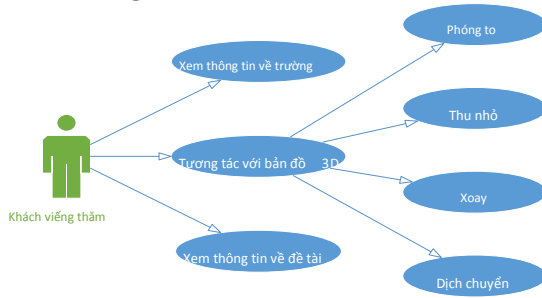 Phóng to
Xem thông tin về trường
Thu nhỏ
Tương tác với bản đồ 3D
Xoay
Khách viếng thăm
Xem thông tin về đề tài
Dịch chuyển